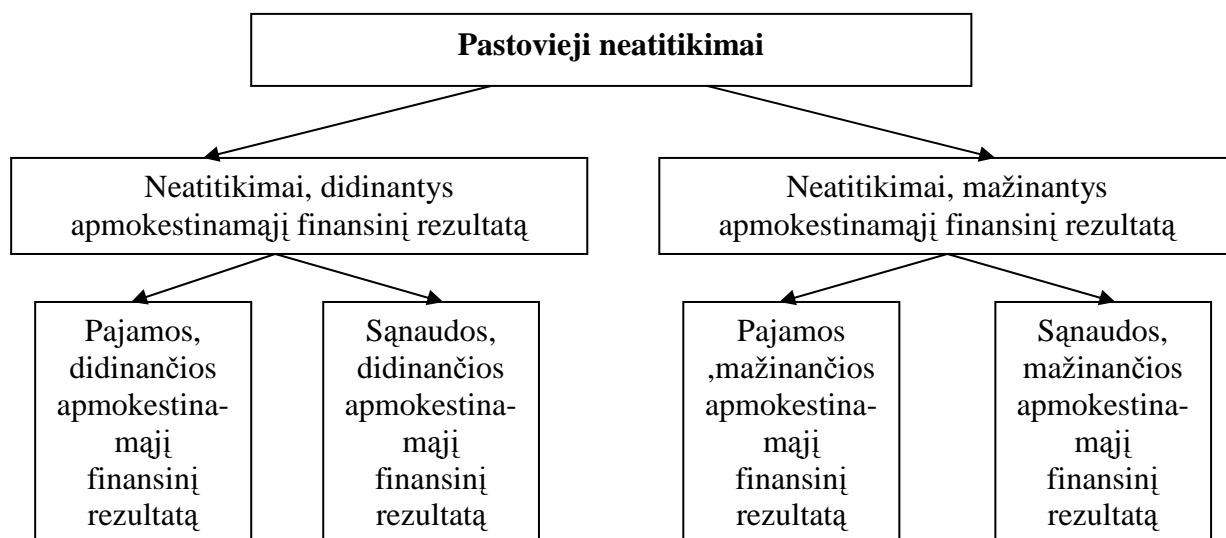 Pastovieji neatitikimai
Neatitikimai, didinantys
apmokestinamąjį finansinį rezultatą
Neatitikimai, mažinantys
apmokestinamąjį finansinį rezultatą
Pajamos,
didinančios
apmokestina-
mąjį
finansinį
rezultatą
Sąnaudos,
didinančios
apmokestina-
mąjį
finansinį
rezultatą
Pajamos
,mažinančios
apmokestina-
mąjį
finansinį
rezultatą
Sąnaudos,
mažinančios
apmokestina-
mąjį
finansinį
rezultatą